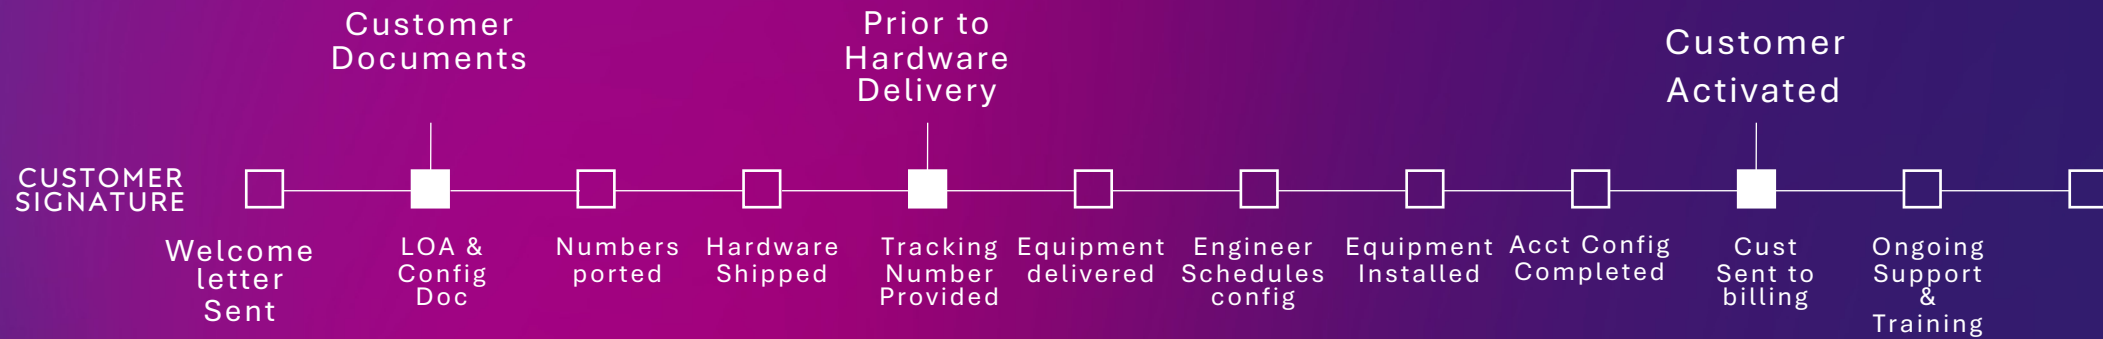 Customer
Documents
Prior to
Hardware
Delivery
Customer
Activated
CUSTOMER
SIGNATURE
Welcome
letter
Sent
LOA &
Config
Doc
Numbers
ported
Hardware
Shipped
Tracking
Number
Provided
Equipment
delivered
Engineer
Schedules
config
Equipment
Installed
Acct Config
Completed
Cust
Sent to
billing
Ongoing
Support
&
Training